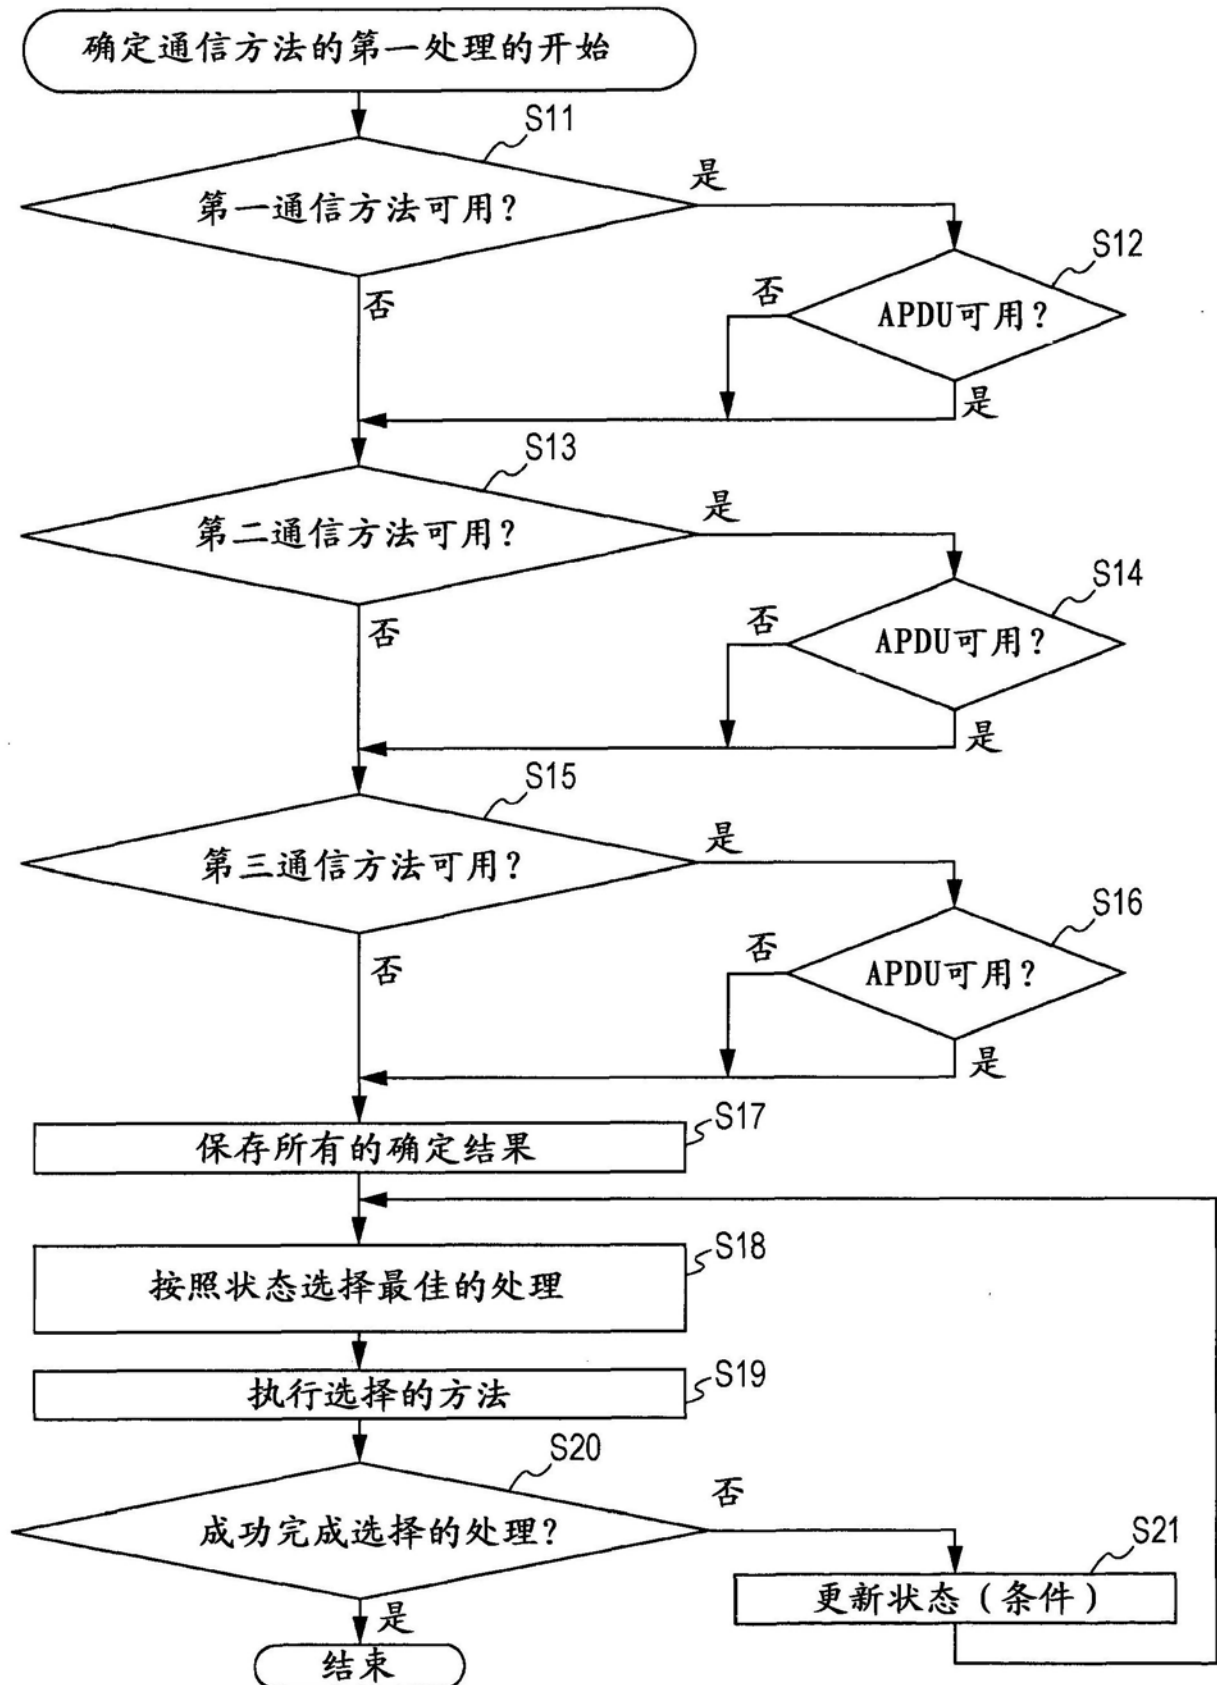 确定通信方法的第一处理的开始
S11
第一通信方法可用？
是
否
S12
否
APDU可用？
是
S13
第二通信方法可用？
是
否
S14
否
APDU可用？
是
S15
第三通信方法可用？
是
否
S16
否
APDU可用？
是
S17
保存所有的确定结果
S18
按照状态选择最佳的处理
S19
执行选择的方法
S20
成功完成选择的处理？
否
是
S21
更新状态（条件）
结束